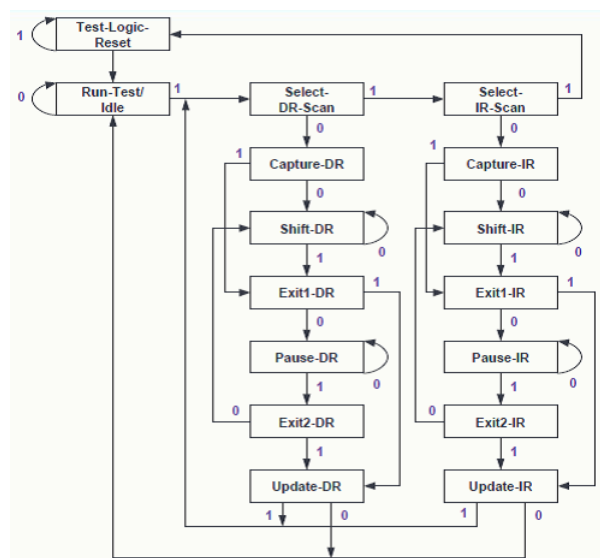 Test-Logic-
Reset
1
Run-Test/
Idle
0
1
Select-
DR-Scan
1
Select-
IR-Scan
1
0
0
1
Capture-DR
1
Capture-IR
0
0
Shift-DR
0
Shift-IR
0
1
1
Exit1-DR
1
Exit1-IR
1
0
0
Pause-DR
0
Pause-IR
0
1
1
0
Exit2-DR
0
Exit2-IR
1
1
Update-DR
Update-IR
1
0
1
0